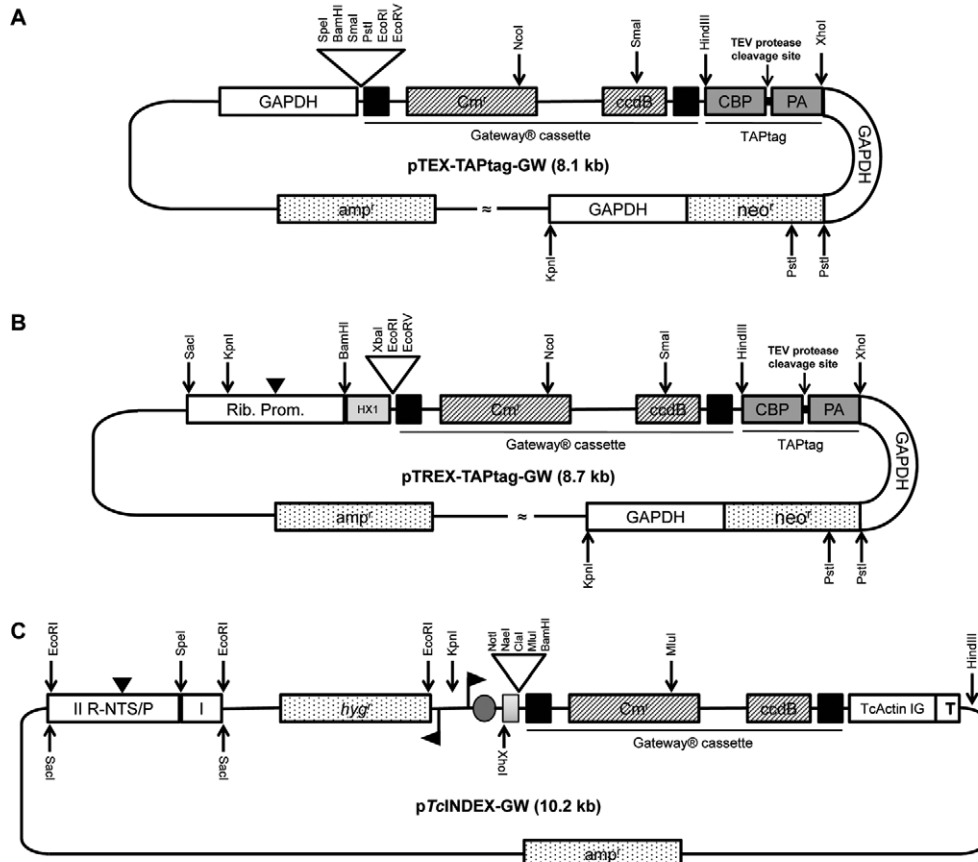 A
SpeI
BamHI
SmaI
PstI
EcoRI
EcoRV
NcoI
SmaI
HindIII
TEV protease
cleavage site
XhoI
GAPDH
Cmʳ
ccdB
CBP
PA
Gateway® cassette
TAPtag
GAPDH
pTEX-TAPtag-GW (8.1 kb)
ampʳ
≈
GAPDH
neoʳ
KpnI
PstI
PstI
B
SacI
KpnI
BamHI
XbaI
EcoRI
EcoRV
NcoI
SmaI
HindIII
TEV protease
cleavage site
XhoI
Rib. Prom.
HX1
Cmʳ
ccdB
CBP
PA
Gateway® cassette
TAPtag
GAPDH
pTREX-TAPtag-GW (8.7 kb)
ampʳ
≈
GAPDH
neoʳ
KpnI
PstI
PstI
C
EcoRI
SpeI
EcoRI
EcoRI
KpnI
NotI
NaeI
ClaI
MluI
BamHI
MluI
HindIII
II R-NTS/P
I
hygʳ
Cmʳ
ccdB
TcActin IG
T
SacI
SacI
XhoI
Gateway® cassette
pTcINDEX-GW (10.2 kb)
ampʳ